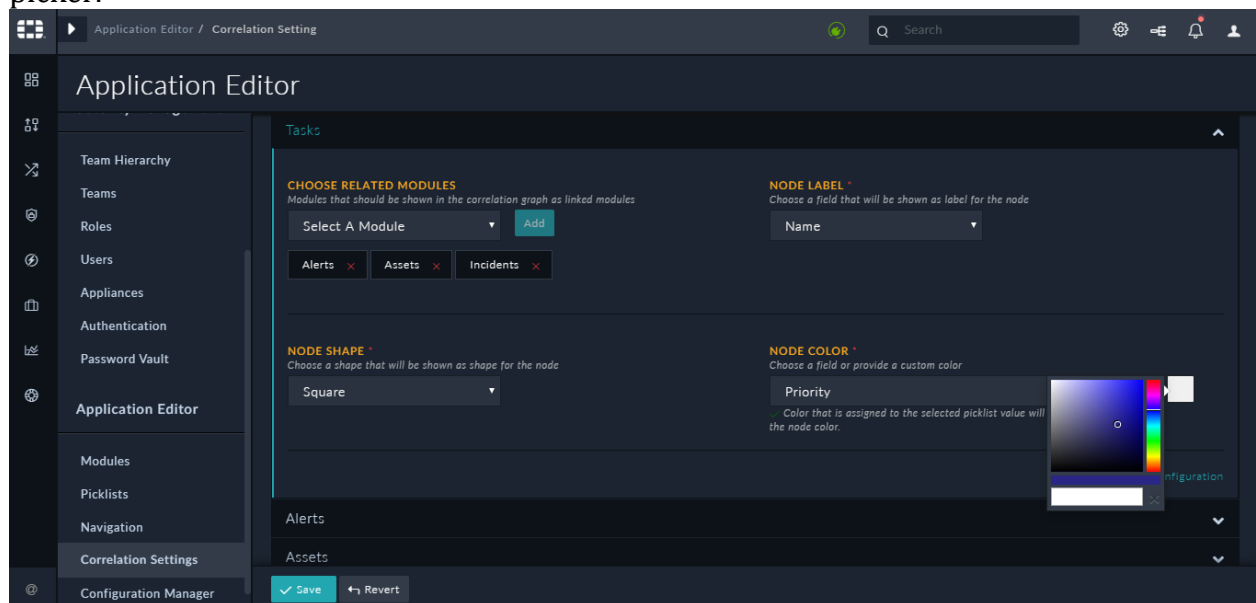 picker.
Application Editor / Correlation Setting
Search
Application Editor
Team Hierarchy
Teams
Roles
Users
Appliances
Authentication
Password Vault
Application Editor
Modules
Picklists
Navigation
Correlation Settings
Configuration Manager
@
Tasks
CHOOSE RELATED MODULES
Modules that should be shown in the correlation graph as linked modules
Select A Module
Add
Alerts × Assets × Incidents ×
NODE LABEL *
Choose a field that will be shown as label for the node
Name
NODE SHAPE *
Choose a shape that will be shown as shape for the node
Square
NODE COLOR *
Choose a field or provide a custom color
Priority
Color that is assigned to the selected picklist value will
the node color.
nfiguration
Alerts
Assets
Save Revert